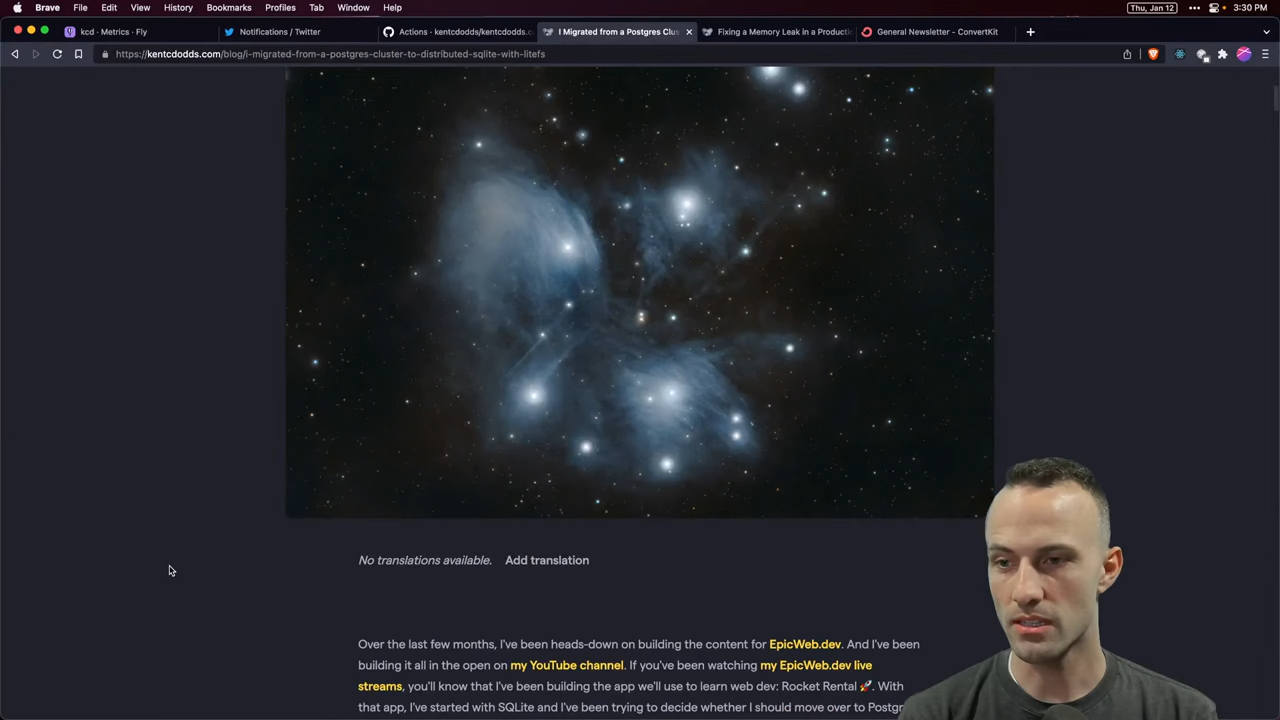 Brave File Edit View History Bookmarks Profiles Tab Window Help Thu, Jan 12 3:30 PM
kcd · Metrics · Fly Notifications / Twitter Actions · kentcdodds/kentcdodds.c I Migrated from a Postgres Clus Fixing a Memory Leak in a Producti General Newsletter - ConvertKit
https://kentcdodds.com/blog/i-migrated-from-a-postgres-cluster-to-distributed-sqlite-with-litefs
No translations available. Add translation
Over the last few months, I've been heads-down on building the content for EpicWeb.dev. And I've been
building it all in the open on my YouTube channel. If you've been watching my EpicWeb.dev live
streams, you'll know that I've been building the app we'll use to learn web dev: Rocket Rental 🚀. With
that app, I've started with SQLite and I've been trying to decide whether I should move over to Postgr